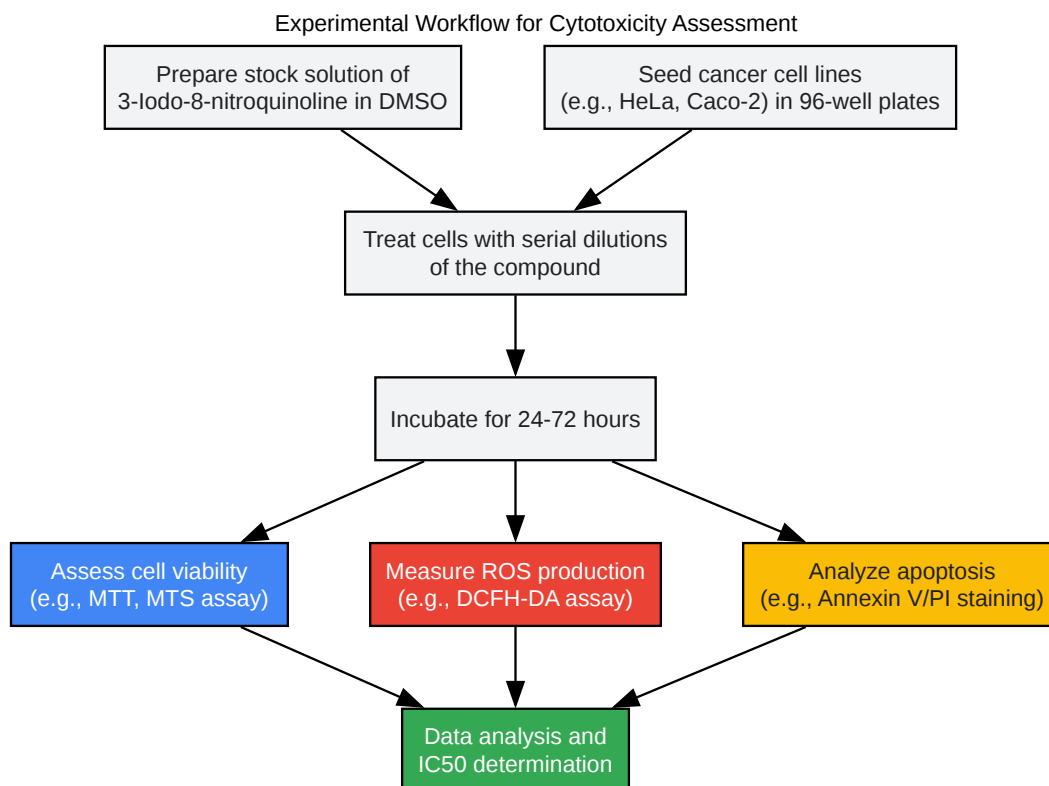 Experimental Workflow for Cytotoxicity Assessment
Prepare stock solution of
3-Iodo-8-nitroquinoline in DMSO
Seed cancer cell lines
(e.g., HeLa, Caco-2) in 96-well plates
Treat cells with serial dilutions
of the compound
Incubate for 24-72 hours
Assess cell viability
(e.g., MTT, MTS assay)
Measure ROS production
(e.g., DCFH-DA assay)
Analyze apoptosis
(e.g., Annexin V/PI staining)
Data analysis and
IC50 determination